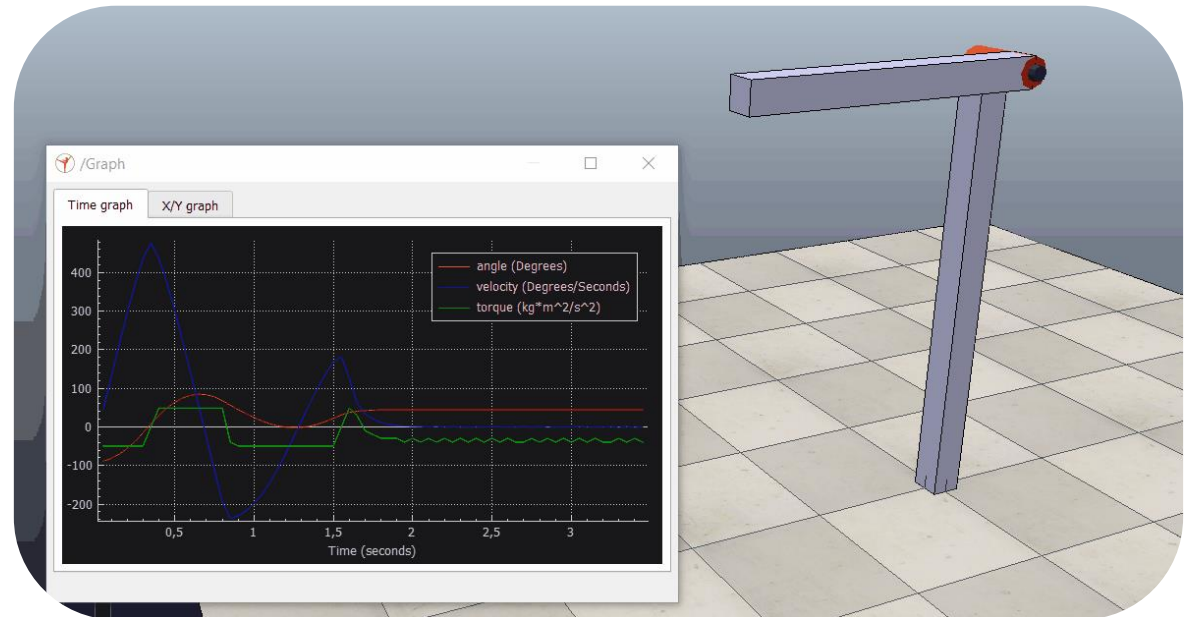 /Graph
Time graph X/Y graph
angle (Degrees)
velocity (Degrees/Seconds)
torque (kg*m^2/s^2)
400
300
200
100
0
-100
-200
0,5 1 1,5 2 2,5 3
Time (seconds)